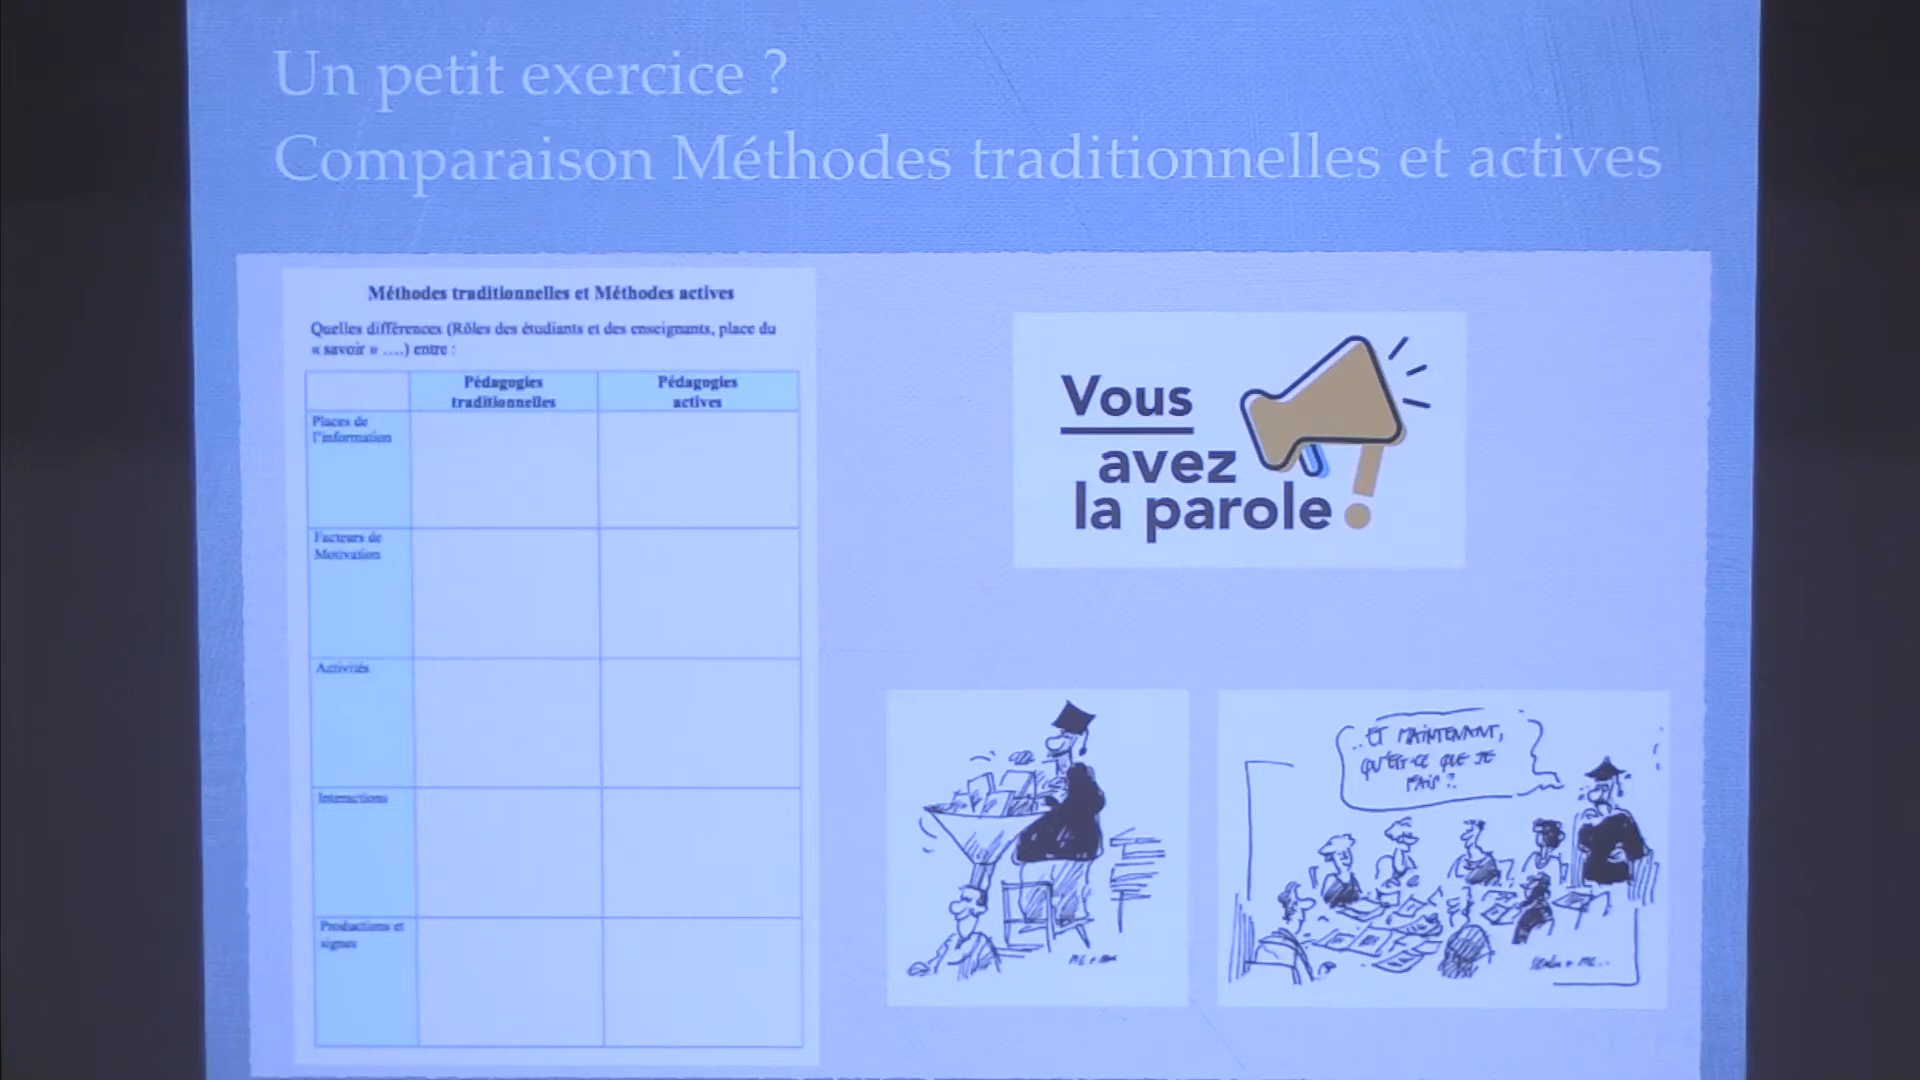 Un petit exercice ?
Comparaison Méthodes traditionnelles et actives
Méthodes traditionnelles et Méthodes actives
Quelles différences (Rôles des étudiants et des enseignants, place du
« savoir » ….) entre :
Pédagogies
traditionnelles
Pédagogies
actives
Places de
l'information
Facteurs de
Motivation
Activités
Interactions
Productions et
signes
Vous
avez
la parole!
..ET MAINTENANT,
QU'EST-CE QUE JE
FAIS ?